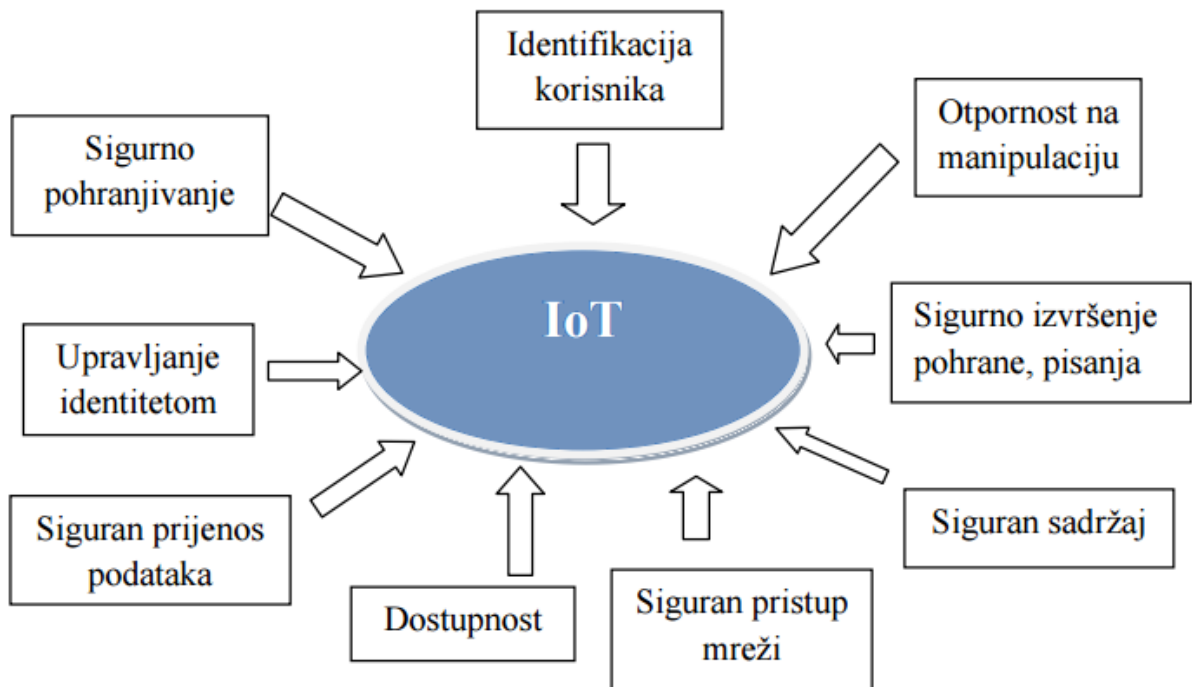 Identifikacija
korisnika
Otpornost na
manipulaciju
Sigurno
pohranjivanje
IoT
Sigurno izvršenje
pohrane, pisanja
Upravljanje
identitetom
Siguran prijenos
podataka
Siguran sadržaj
Dostupnost
Siguran pristup
mreži